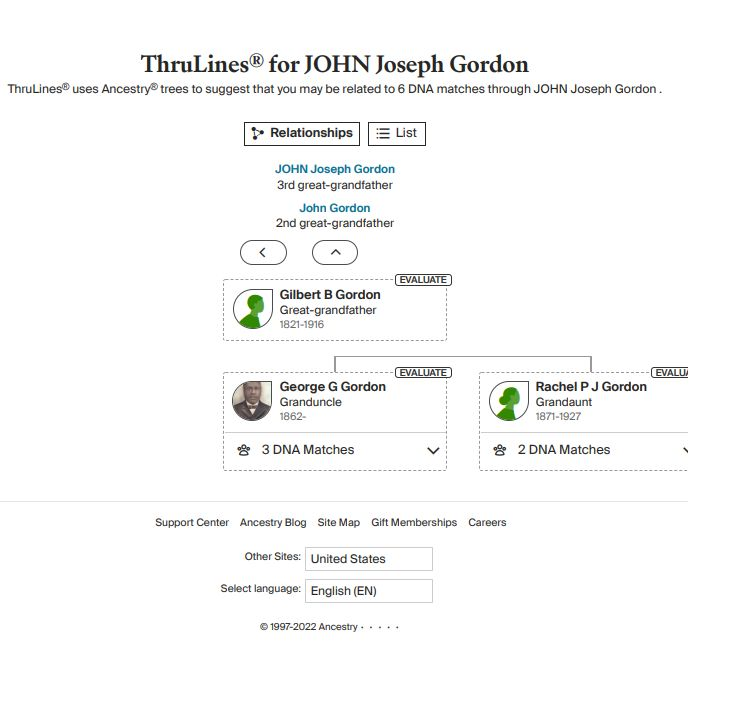 ThruLines® for JOHN Joseph Gordon
ThruLines® uses Ancestry® trees to suggest that you may be related to 6 DNA matches through JOHN Joseph Gordon .
Relationships
List
JOHN Joseph Gordon
3rd great-grandfather
John Gordon
2nd great-grandfather
EVALUATE
Gilbert B Gordon
Great-grandfather
1821-1916
EVALUATE
George G Gordon
Granduncle
1862-
3 DNA Matches
EVALUA
Rachel P J Gordon
Grandaunt
1871-1927
2 DNA Matches
Support Center Ancestry Blog Site Map Gift Memberships Careers
Other Sites: United States
Select language: English (EN)
© 1997-2022 Ancestry · · · · ·